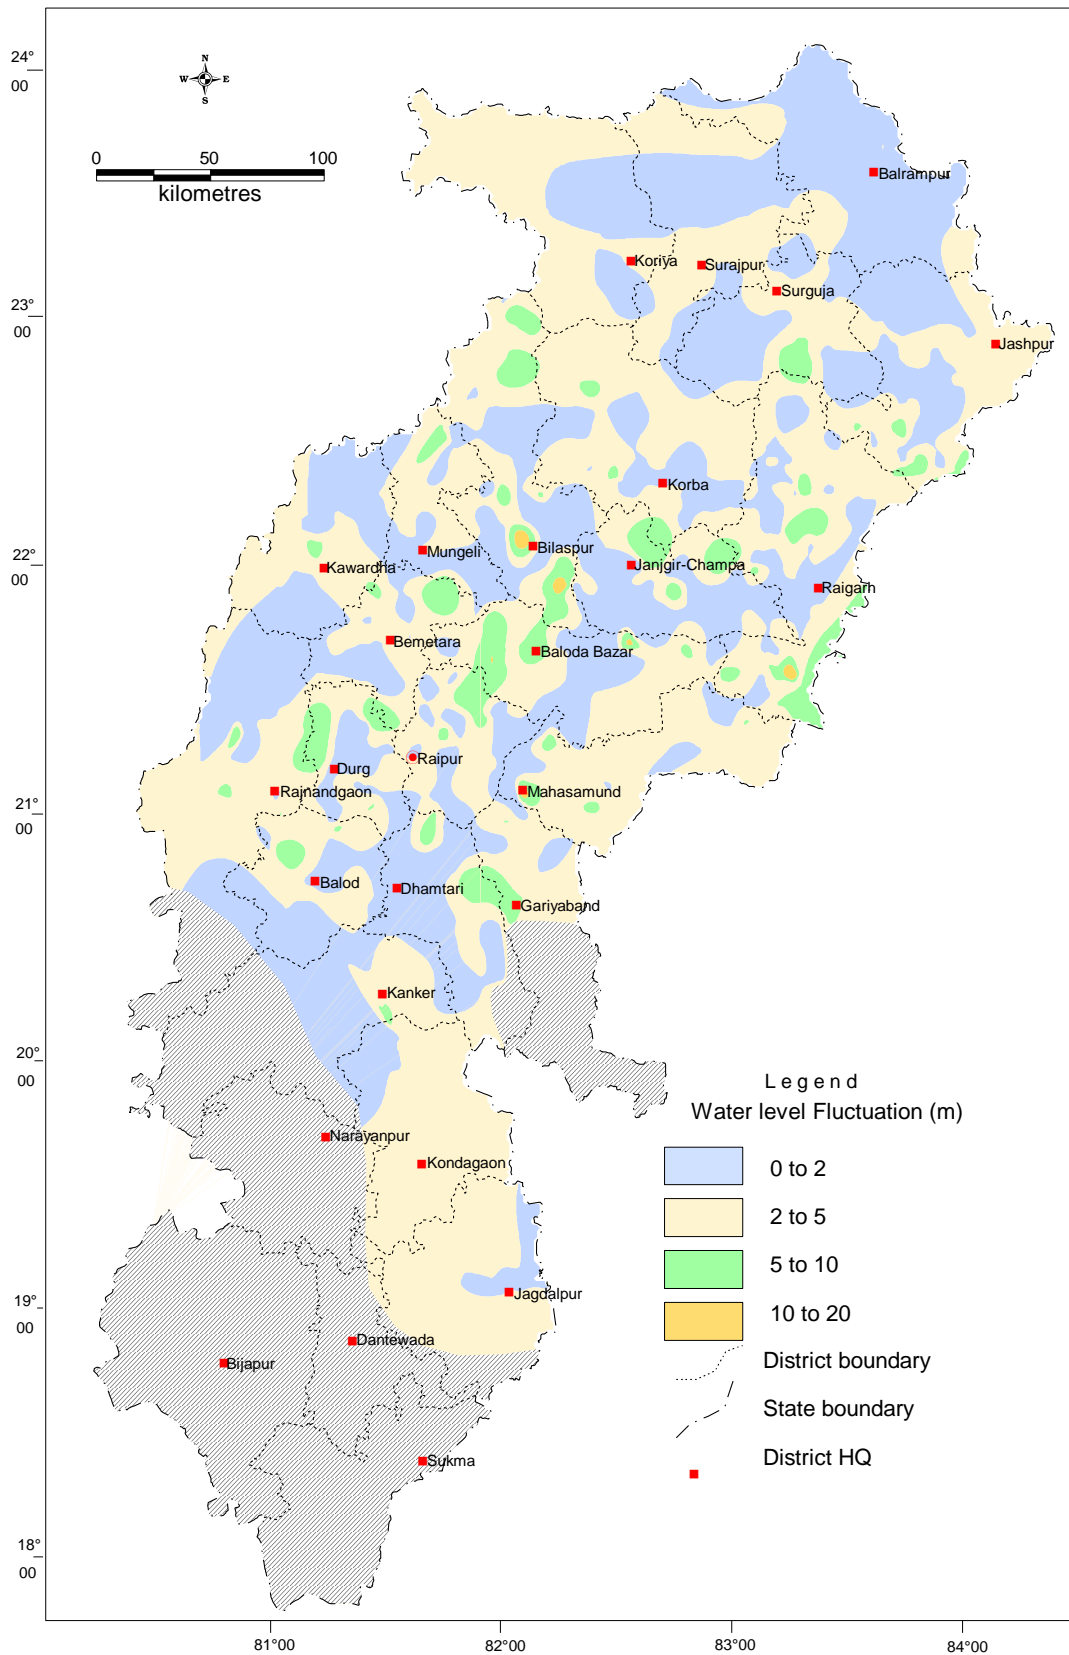 24°
00
N
W E
S
0 50 100
kilometres
Balrampur
Koriya
Surajpur
Surguja
23°
00
Jashpur
Korba
Mungeli
Bilaspur
22°
00
Kawardha
Janjgir-Champa
Raigarh
Bemetara
Baloda Bazar
Raipur
Durg
Rajnandgaon
Mahasamund
21°
00
Balod
Dhamtari
Gariyaband
Kanker
20°
00
Legend
Water level Fluctuation (m)
Narayanpur
Kondagaon
0 to 2
2 to 5
5 to 10
Jagdalpur
19°
00
10 to 20
Dantewada
Bijapur
District boundary
State boundary
Sukma
District HQ
18°
00
81°00 82°00 83°00 84°00